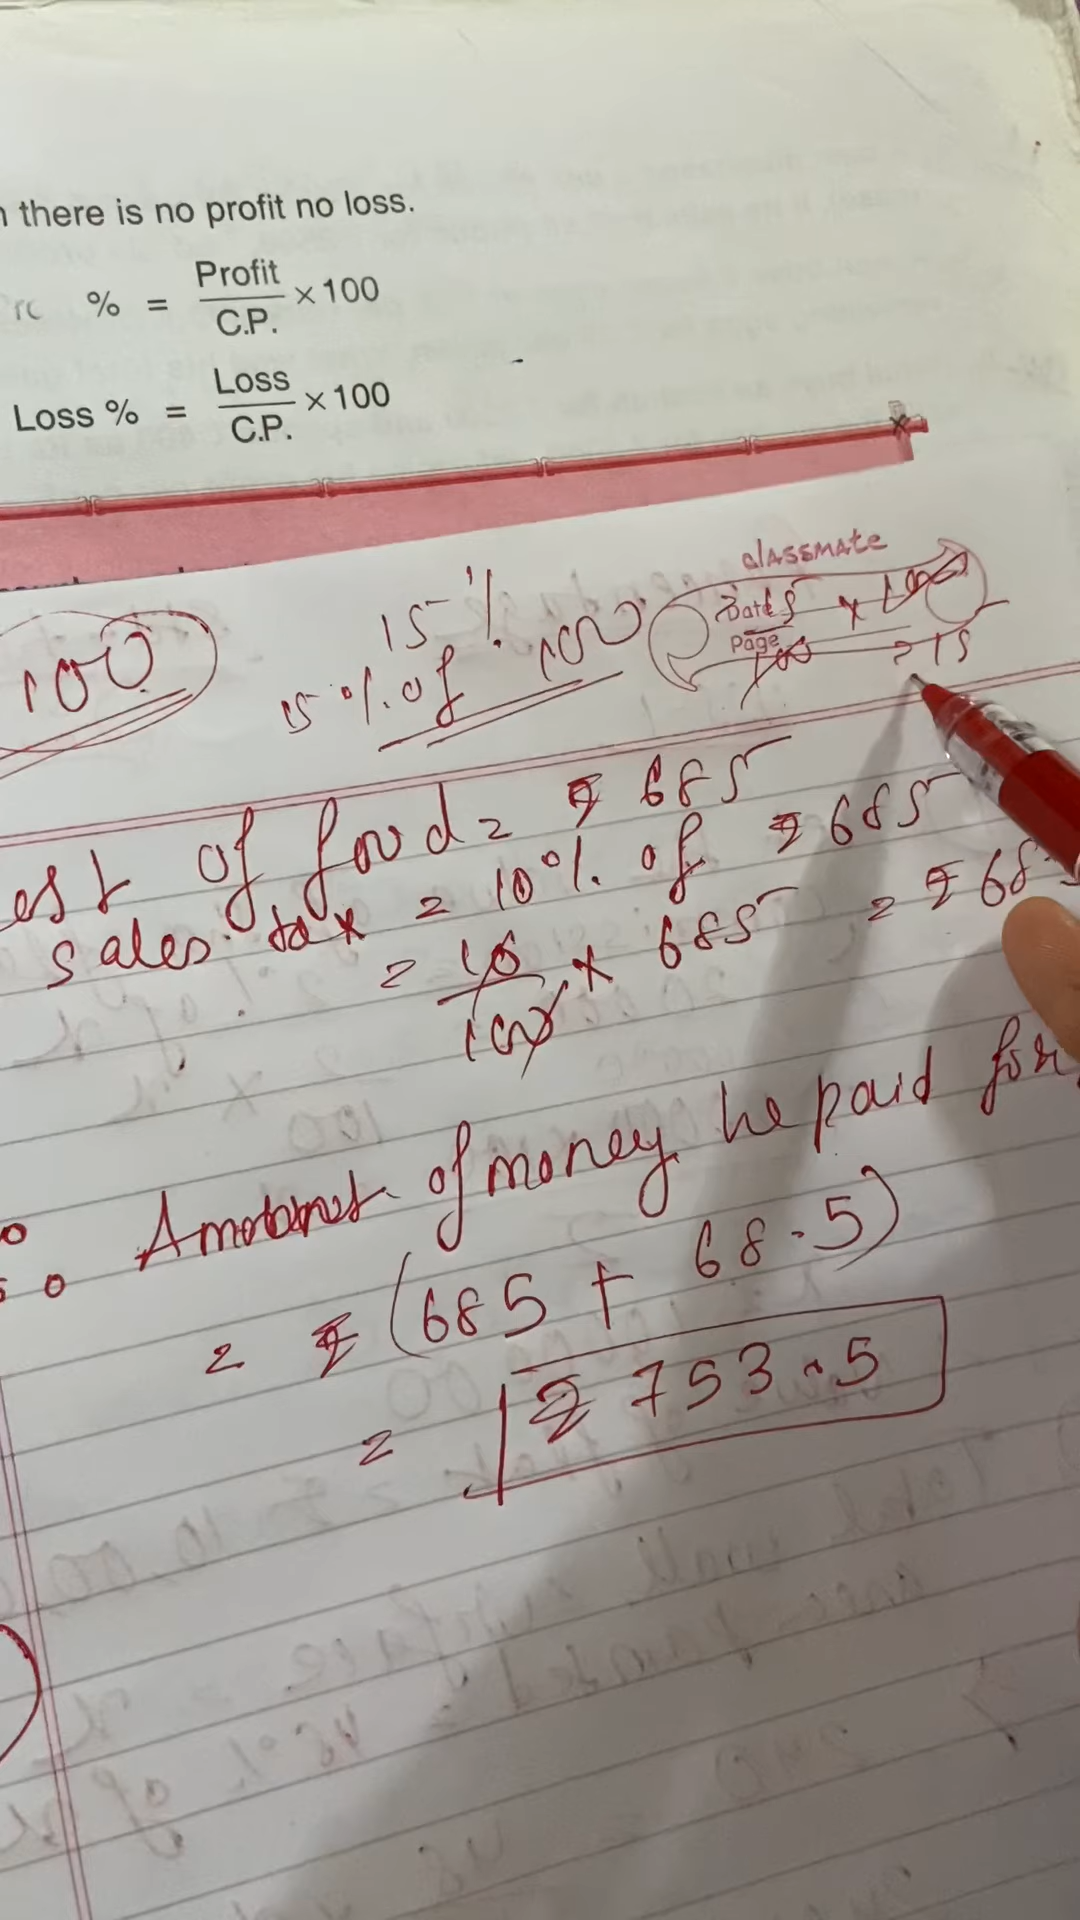 there is no profit no loss.
% = Profit / C.P. × 100
Loss % = Loss / C.P. × 100
classmate
Date
Page
100
15 %
15 % of 100
15 / 100 × 100 = 15
of food = ₹ 685
sales tax = 10% of ₹ 685
= 10 / 100 × 685 = ₹ 68.5
Amount of money he paid for
= ₹ (685 + 68.5)
= ₹ 753.5